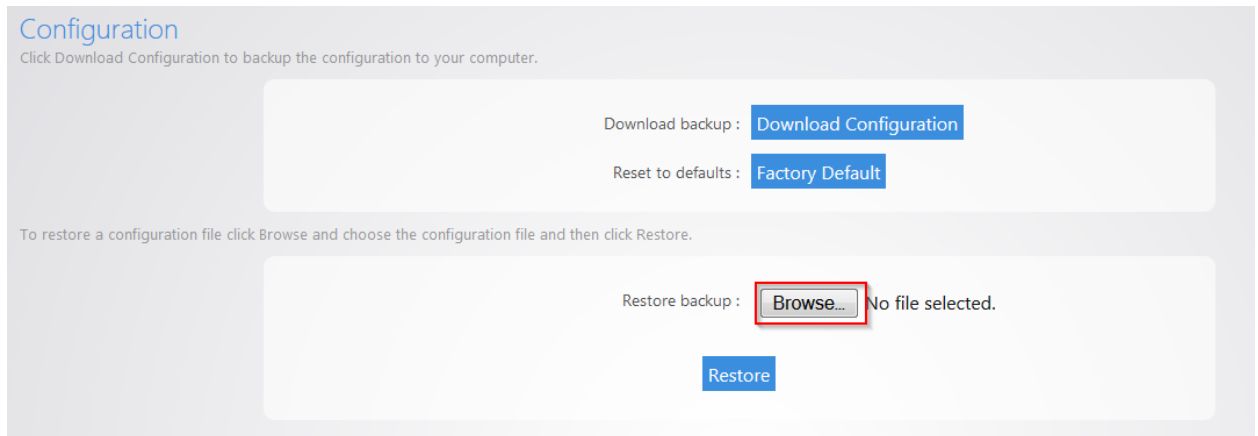 Configuration
Click Download Configuration to backup the configuration to your computer.
Download backup : Download Configuration
Reset to defaults : Factory Default
To restore a configuration file click Browse and choose the configuration file and then click Restore.
Restore backup : Browse... No file selected.
Restore